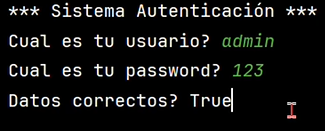 *** Sistema Autenticación ***
Cual es tu usuario? admin
Cual es tu password? 123
Datos correctos? True